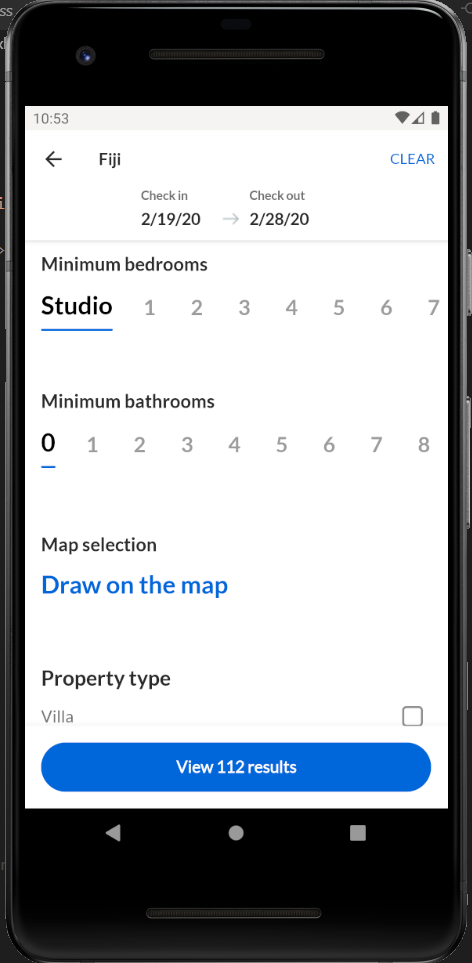 10:53
Fiji
CLEAR
Check in Check out
2/19/20 2/28/20
Minimum bedrooms
Studio 1 2 3 4 5 6 7
Minimum bathrooms
0 1 2 3 4 5 6 7 8
Map selection
Draw on the map
Property type
Villa
View 112 results